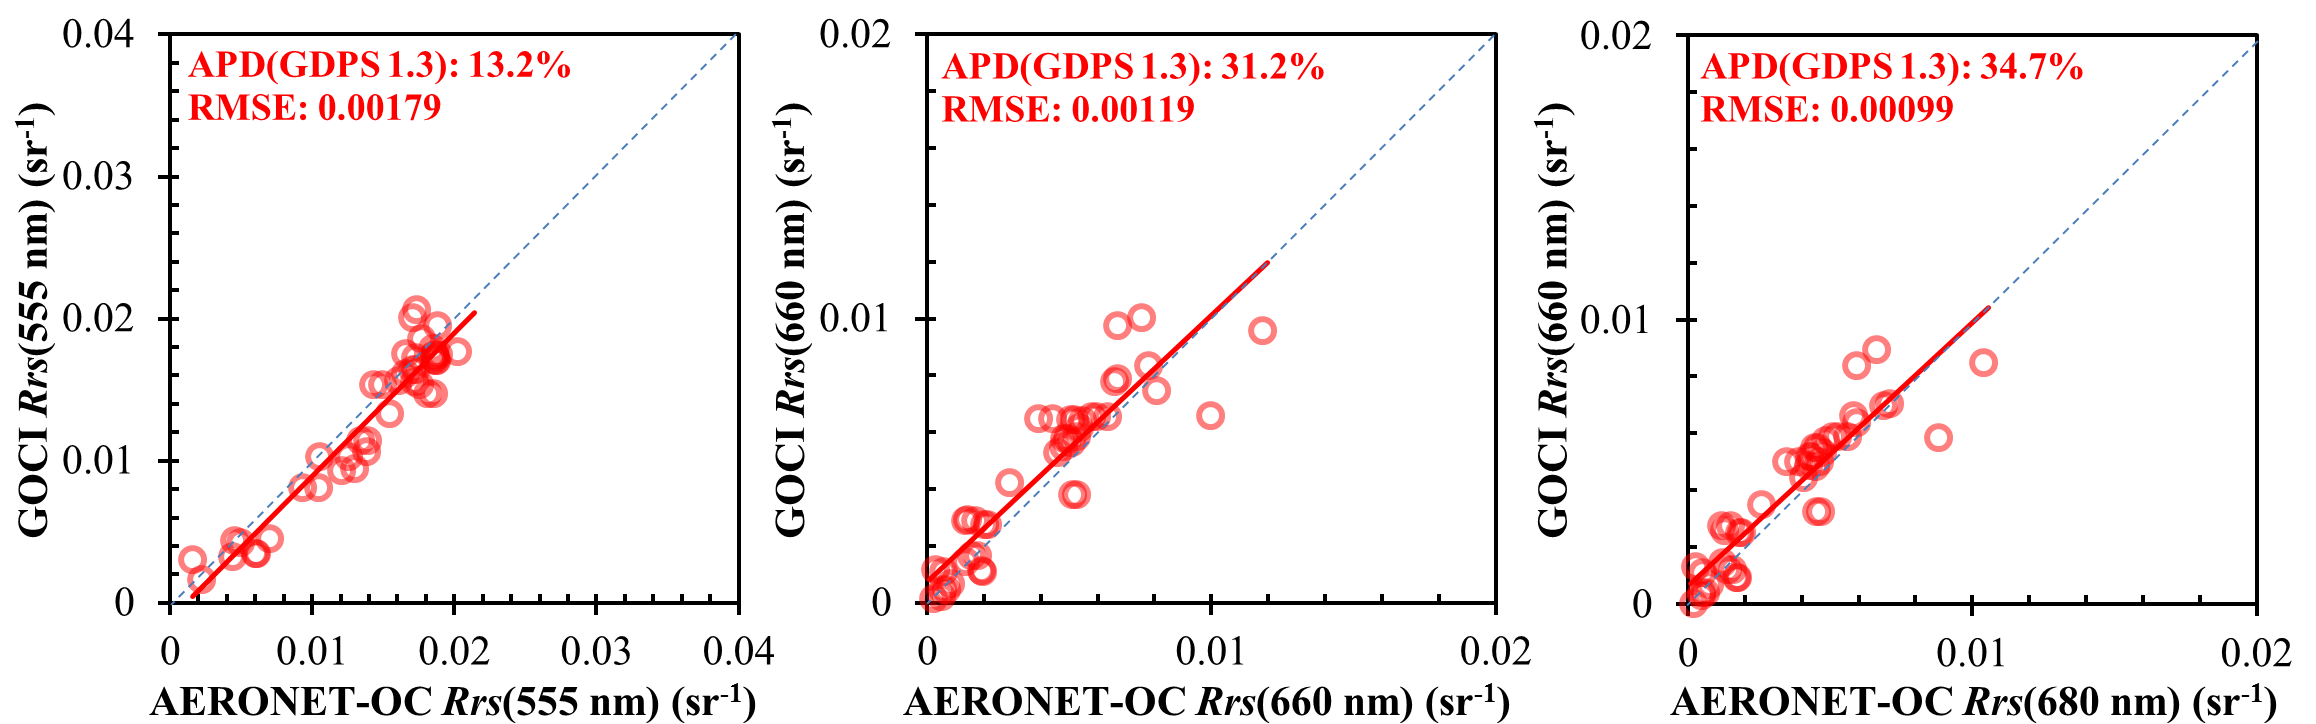 0.04
APD(GDPS 1.3): 13.2%
RMSE: 0.00179
0.03
0.02
0.01
0
GOCI Rrs(555 nm) (sr-1)
0 0.01 0.02 0.03 0.04
AERONET-OC Rrs(555 nm) (sr-1)
0.02
APD(GDPS 1.3): 31.2%
RMSE: 0.00119
0.01
0
GOCI Rrs(660 nm) (sr-1)
0 0.01 0.02
AERONET-OC Rrs(660 nm) (sr-1)
0.02
APD(GDPS 1.3): 34.7%
RMSE: 0.00099
0.01
0
GOCI Rrs(660 nm) (sr-1)
0 0.01 0.02
AERONET-OC Rrs(680 nm) (sr-1)